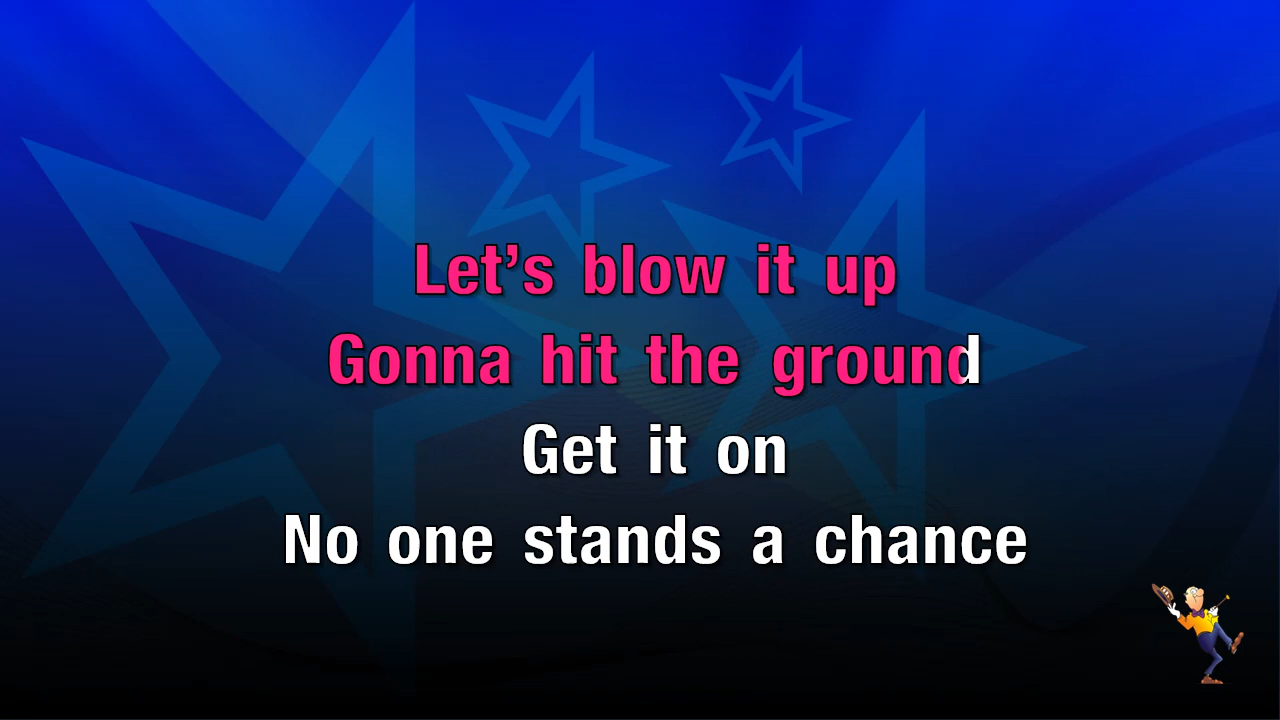 Let’s blow it up
Gonna hit the ground
Get it on
No one stands a chance